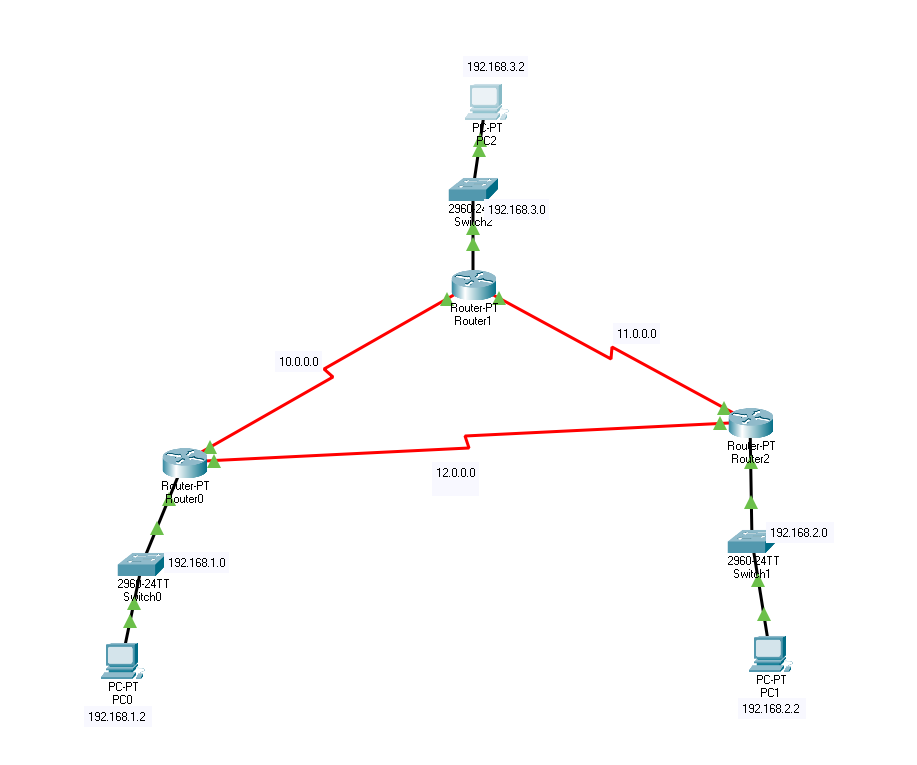 192.168.3.2
PC-PT
PC2
192.168.3.0
Switch2
Router-PT
Router1
11.0.0.0
10.0.0.0
Router-PT
Router2
12.0.0.0
Router-PT
Router0
192.168.2.0
2960-24TT
Switch1
192.168.1.0
2960-24TT
Switch0
PC-PT
PC1
192.168.2.2
PC-PT
PC0
192.168.1.2